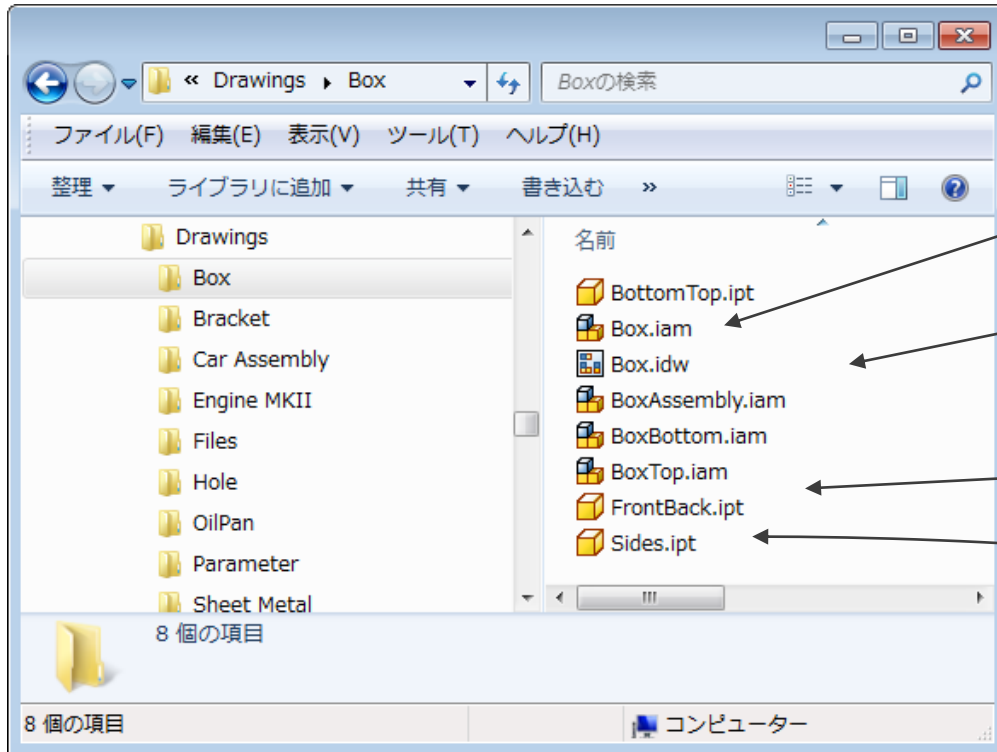 « Drawings ▸ Box
Boxの検索
ファイル(F) 編集(E) 表示(V) ツール(T) ヘルプ(H)
整理 ▼ ライブラリに追加 ▼ 共有 ▼ 書き込む »
Drawings
Box
Bracket
Car Assembly
Engine MKII
Files
Hole
OilPan
Parameter
Sheet Metal
名前
BottomTop.ipt
Box.iam
Box.idw
BoxAssembly.iam
BoxBottom.iam
BoxTop.iam
FrontBack.ipt
Sides.ipt
8 個の項目
8 個の項目
コンピューター